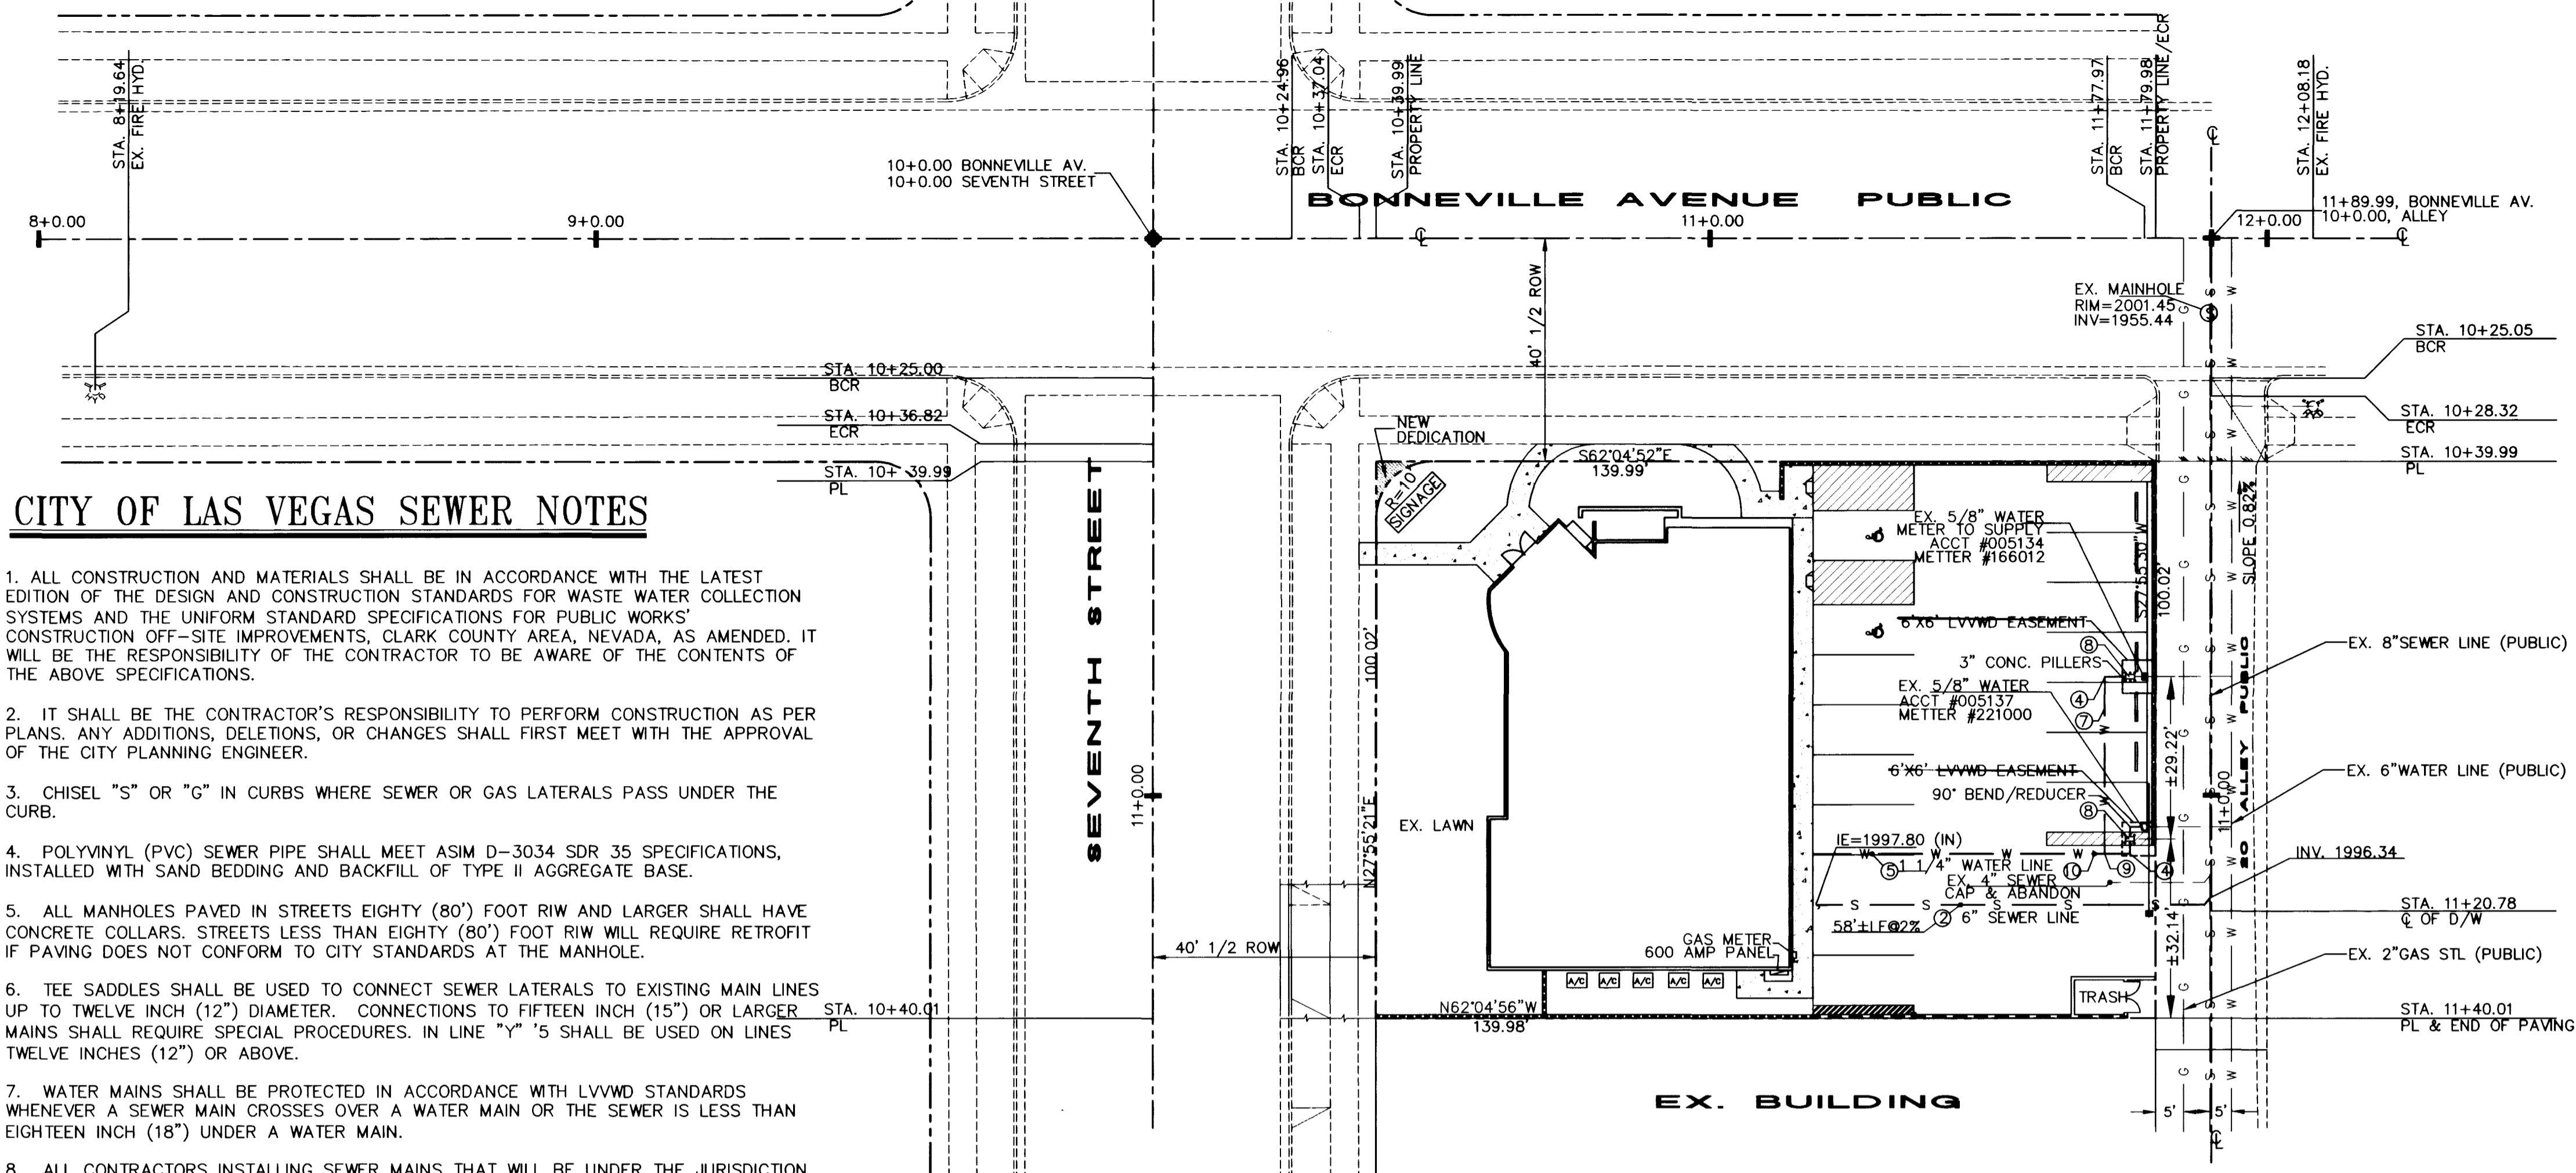 STA. 8+19.64
EX. FIRE HYD.
STA. 10+24.96
BCR
STA. 10+37.04
ECR
STA. 10+39.99
PROPERTY LINE
STA. 11+77.97
BCR
STA. 11+79.98
PROPERTY LINE/ECR
STA. 12+08.18
EX. FIRE HYD.
10+0.00 BONNEVILLE AV.
10+0.00 SEVENTH STREET
BONNEVILLE AVENUE PUBLIC
11+89.99, BONNEVILLE AV.
10+0.00, ALLEY
8+0.00
9+0.00
11+0.00
12+0.00
40' 1/2 ROW
EX. MAINHOLE
RIM=2001.45
INV=1955.44
STA. 10+25.05
BCR
STA. 10+28.32
ECR
STA. 10+39.99
PL
STA. 10+25.00
BCR
STA. 10+36.82
ECR
STA. 10+ 39.99
PL
NEW
DEDICATION
R=10'
SIGNAGE
S62°04'52"E
139.99'
CITY OF LAS VEGAS SEWER NOTES
1. ALL CONSTRUCTION AND MATERIALS SHALL BE IN ACCORDANCE WITH THE LATEST
EDITION OF THE DESIGN AND CONSTRUCTION STANDARDS FOR WASTE WATER COLLECTION
SYSTEMS AND THE UNIFORM STANDARD SPECIFICATIONS FOR PUBLIC WORKS'
CONSTRUCTION OFF-SITE IMPROVEMENTS, CLARK COUNTY AREA, NEVADA, AS AMENDED. IT
WILL BE THE RESPONSIBILITY OF THE CONTRACTOR TO BE AWARE OF THE CONTENTS OF
THE ABOVE SPECIFICATIONS.
2. IT SHALL BE THE CONTRACTOR'S RESPONSIBILITY TO PERFORM CONSTRUCTION AS PER
PLANS. ANY ADDITIONS, DELETIONS, OR CHANGES SHALL FIRST MEET WITH THE APPROVAL
OF THE CITY PLANNING ENGINEER.
3. CHISEL "S" OR "G" IN CURBS WHERE SEWER OR GAS LATERALS PASS UNDER THE
CURB.
4. POLYVINYL (PVC) SEWER PIPE SHALL MEET ASIM D-3034 SDR 35 SPECIFICATIONS,
INSTALLED WITH SAND BEDDING AND BACKFILL OF TYPE II AGGREGATE BASE.
5. ALL MANHOLES PAVED IN STREETS EIGHTY (80') FOOT RIW AND LARGER SHALL HAVE
CONCRETE COLLARS. STREETS LESS THAN EIGHTY (80') FOOT RIW WILL REQUIRE RETROFIT
IF PAVING DOES NOT CONFORM TO CITY STANDARDS AT THE MANHOLE.
6. TEE SADDLES SHALL BE USED TO CONNECT SEWER LATERALS TO EXISTING MAIN LINES
UP TO TWELVE INCH (12") DIAMETER. CONNECTIONS TO FIFTEEN INCH (15") OR LARGER
MAINS SHALL REQUIRE SPECIAL PROCEDURES. IN LINE "Y" '5 SHALL BE USED ON LINES
TWELVE INCHES (12") OR ABOVE.
7. WATER MAINS SHALL BE PROTECTED IN ACCORDANCE WITH LVVWD STANDARDS
WHENEVER A SEWER MAIN CROSSES OVER A WATER MAIN OR THE SEWER IS LESS THAN
EIGHTEEN INCH (18") UNDER A WATER MAIN.
8. ALL CONTRACTORS INSTALLING SEWER MAINS THAT WILL BE UNDER THE JURISDICTION
SEVENTH STREET
11+0.00
STA. 10+40.01
PL
40' 1/2 ROW
100.02'
N27°55'21"E
EX. LAWN
EX. 5/8" WATER
METER TO SUPPLY
ACCT #005134
METTER #166012
6'X6' LVVWD EASEMENT
8
3" CONC. PILLERS
EX. 5/8" WATER
ACCT #005137
METTER #221000
4
7
6'X6' LVVWD EASEMENT
90° BEND/REDUCER
8
IE=1997.80 (IN)
W W W W
5 1 1/4" WATER LINE 10 9 4
EX. 4" SEWER
CAP & ABANDON
S S S S S
58'±LF@2% 2 6" SEWER LINE
GAS METER
600 AMP PANEL
A/C A/C A/C A/C A/C
TRASH
N62°04'56"W
139.98'
EX. BUILDING
100.02'
±29.22'
±32.14'
SLOPE 0.82%
20 ALLEY PUBLIC
11+0.00
EX. 8"SEWER LINE (PUBLIC)
EX. 6"WATER LINE (PUBLIC)
INV. 1996.34
STA. 11+20.78
℄ OF D/W
EX. 2"GAS STL (PUBLIC)
STA. 11+40.01
PL & END OF PAVING
5' 5'